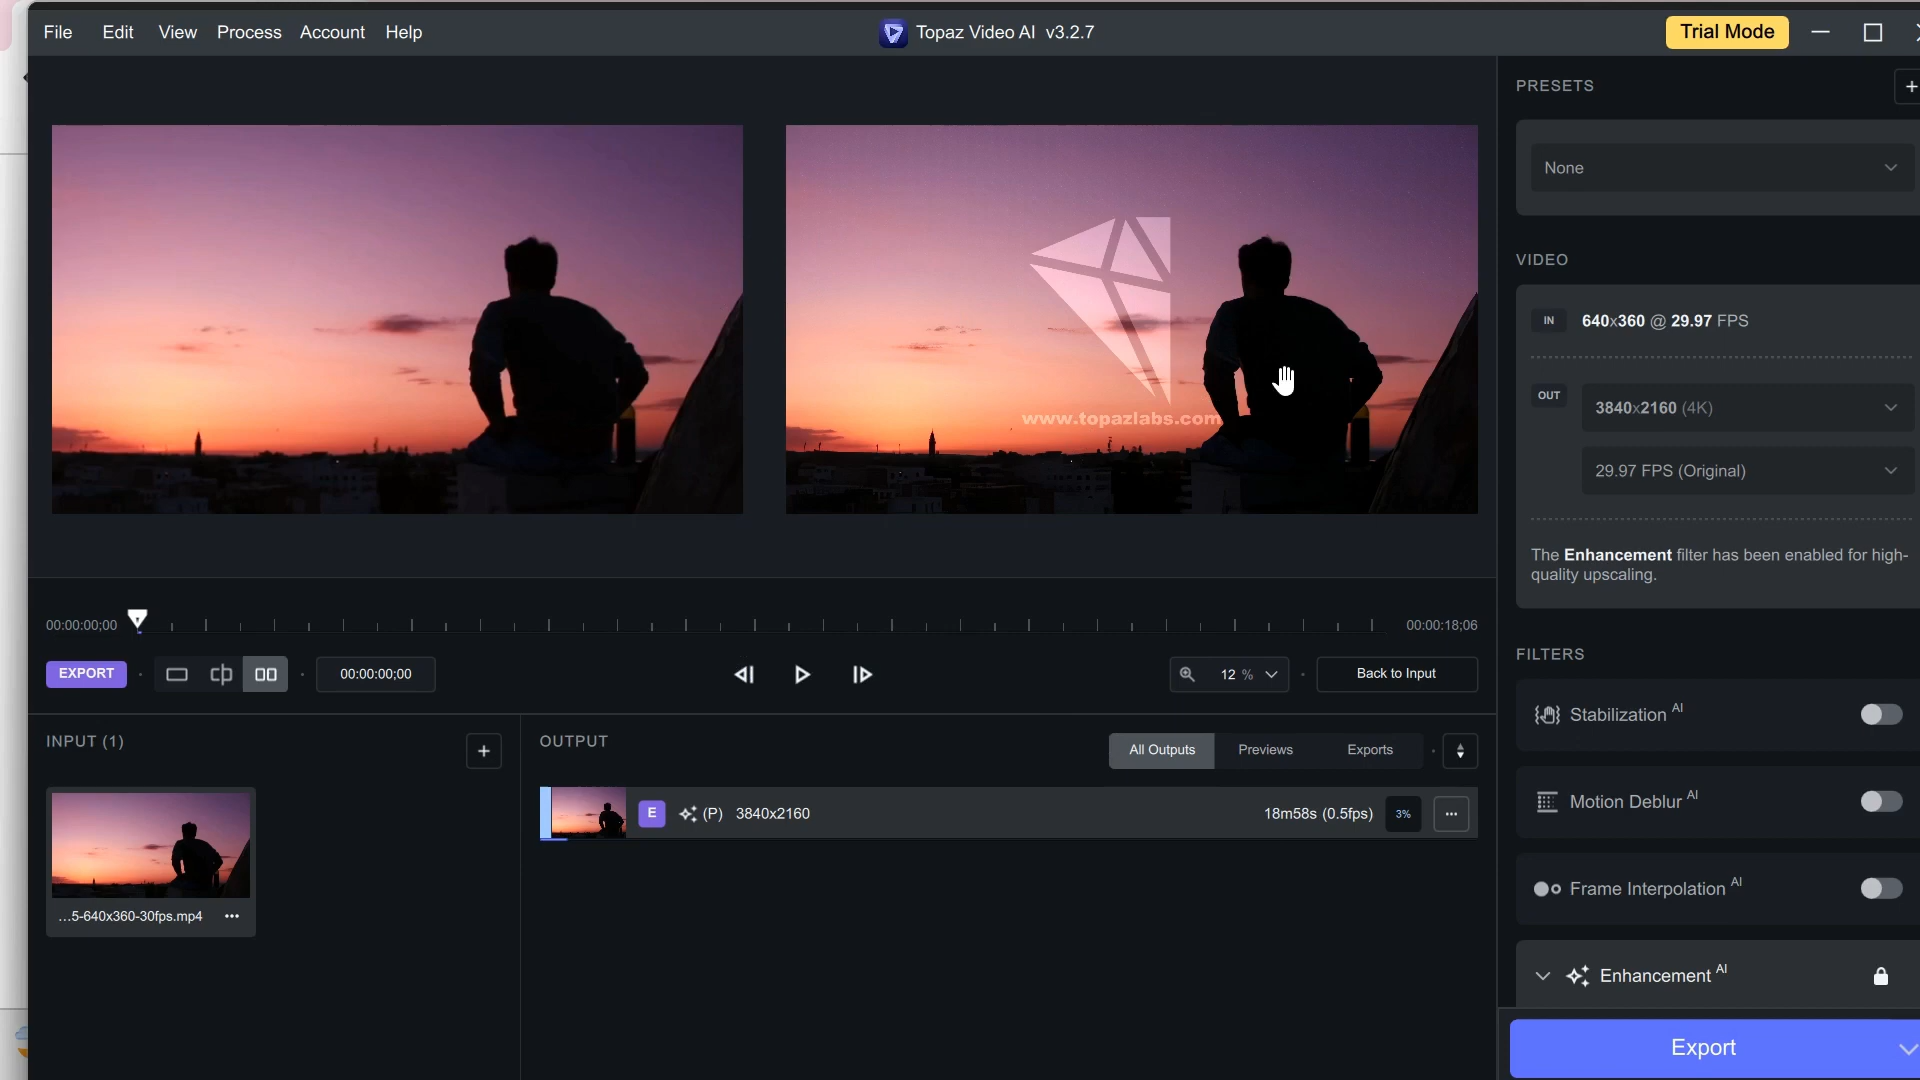 File Edit View Process Account Help
Topaz Video AI v3.2.7
Trial Mode
PRESETS
+
None
VIDEO
IN 640x360 @ 29.97 FPS
OUT 3840x2160 (4K)
29.97 FPS (Original)
The Enhancement filter has been enabled for high-
quality upscaling.
www.topazlabs.com
00:00:00;00
00:00:18;06
EXPORT
00:00:00;00
12 %
Back to Input
FILTERS
Stabilization AI
Motion Deblur AI
Frame Interpolation AI
Enhancement AI
Export
INPUT (1)
+
...5-640x360-30fps.mp4
OUTPUT
All Outputs Previews Exports
E (P) 3840x2160 18m58s (0.5fps) 3%